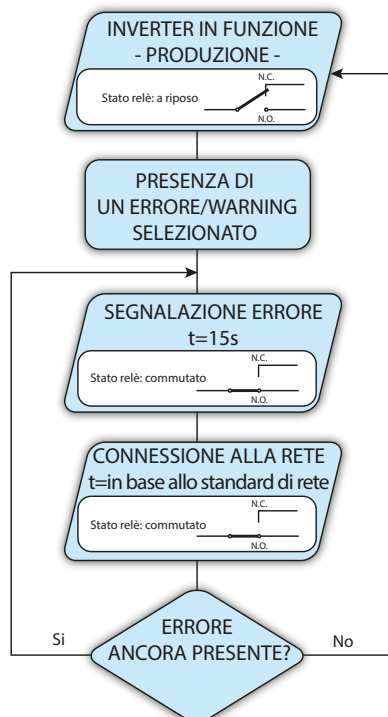 INVERTER IN FUNZIONE
- PRODUZIONE -
N.C.
Stato relè: a riposo
N.O.
PRESENZA DI
UN ERRORE/WARNING
SELEZIONATO
SEGNALAZIONE ERRORE
t=15s
N.C.
Stato relè: commutato
N.O.
CONNESSIONE ALLA RETE
t=in base allo standard di rete
N.C.
Stato relè: commutato
N.O.
Si
ERRORE
ANCORA PRESENTE?
No